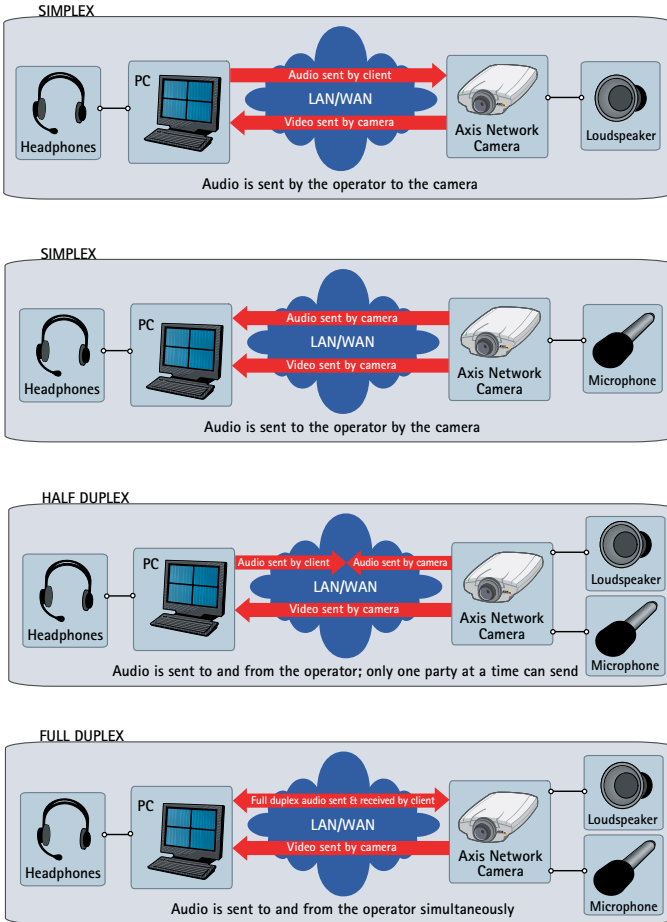 SIMPLEX
PC
Audio sent by client
LAN/WAN
Video sent by camera
Headphones
Axis Network
Camera
Loudspeaker
Audio is sent by the operator to the camera
SIMPLEX
PC
Audio sent by camera
LAN/WAN
Video sent by camera
Headphones
Axis Network
Camera
Microphone
Audio is sent to the operator by the camera
HALF DUPLEX
PC
Audio sent by client
Audio sent by camera
LAN/WAN
Video sent by camera
Headphones
Axis Network
Camera
Loudspeaker
Microphone
Audio is sent to and from the operator; only one party at a time can send
FULL DUPLEX
PC
Full duplex audio sent & received by client
LAN/WAN
Video sent by camera
Headphones
Axis Network
Camera
Loudspeaker
Microphone
Audio is sent to and from the operator simultaneously